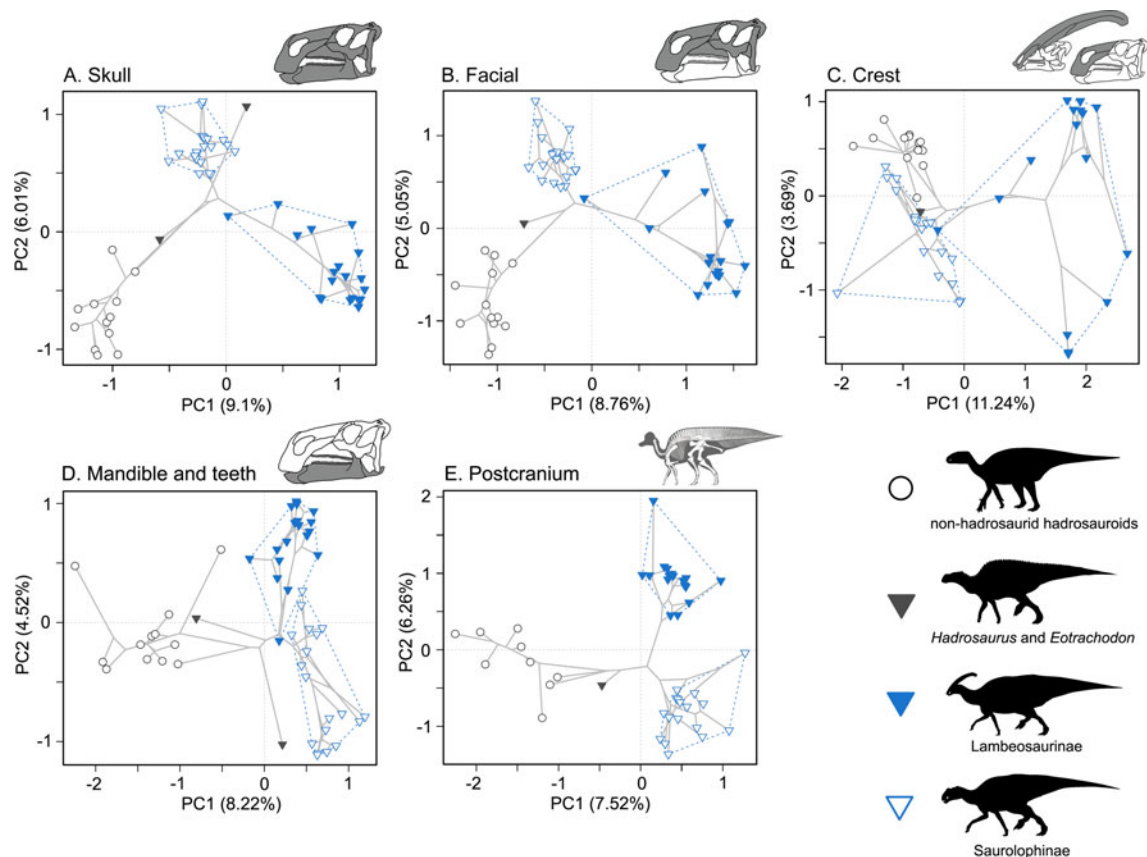 A. Skull
B. Facial
C. Crest
1
0
-1
PC2 (6.01%)
-1
0
1
PC1 (9.1%)
1
0
-1
PC2 (5.05%)
-1
0
1
PC1 (8.76%)
1
0
-1
PC2 (3.69%)
-2
-1
0
1
2
PC1 (11.24%)
D. Mandible and teeth
E. Postcranium
1
0
-1
PC2 (4.52%)
-2
-1
0
1
PC1 (8.22%)
2
1
0
-1
PC2 (6.26%)
-2
-1
0
1
PC1 (7.52%)
non-hadrosaurid hadrosauroids
Hadrosaurus and Eotrachodon
Lambeosaurinae
Saurolophinae